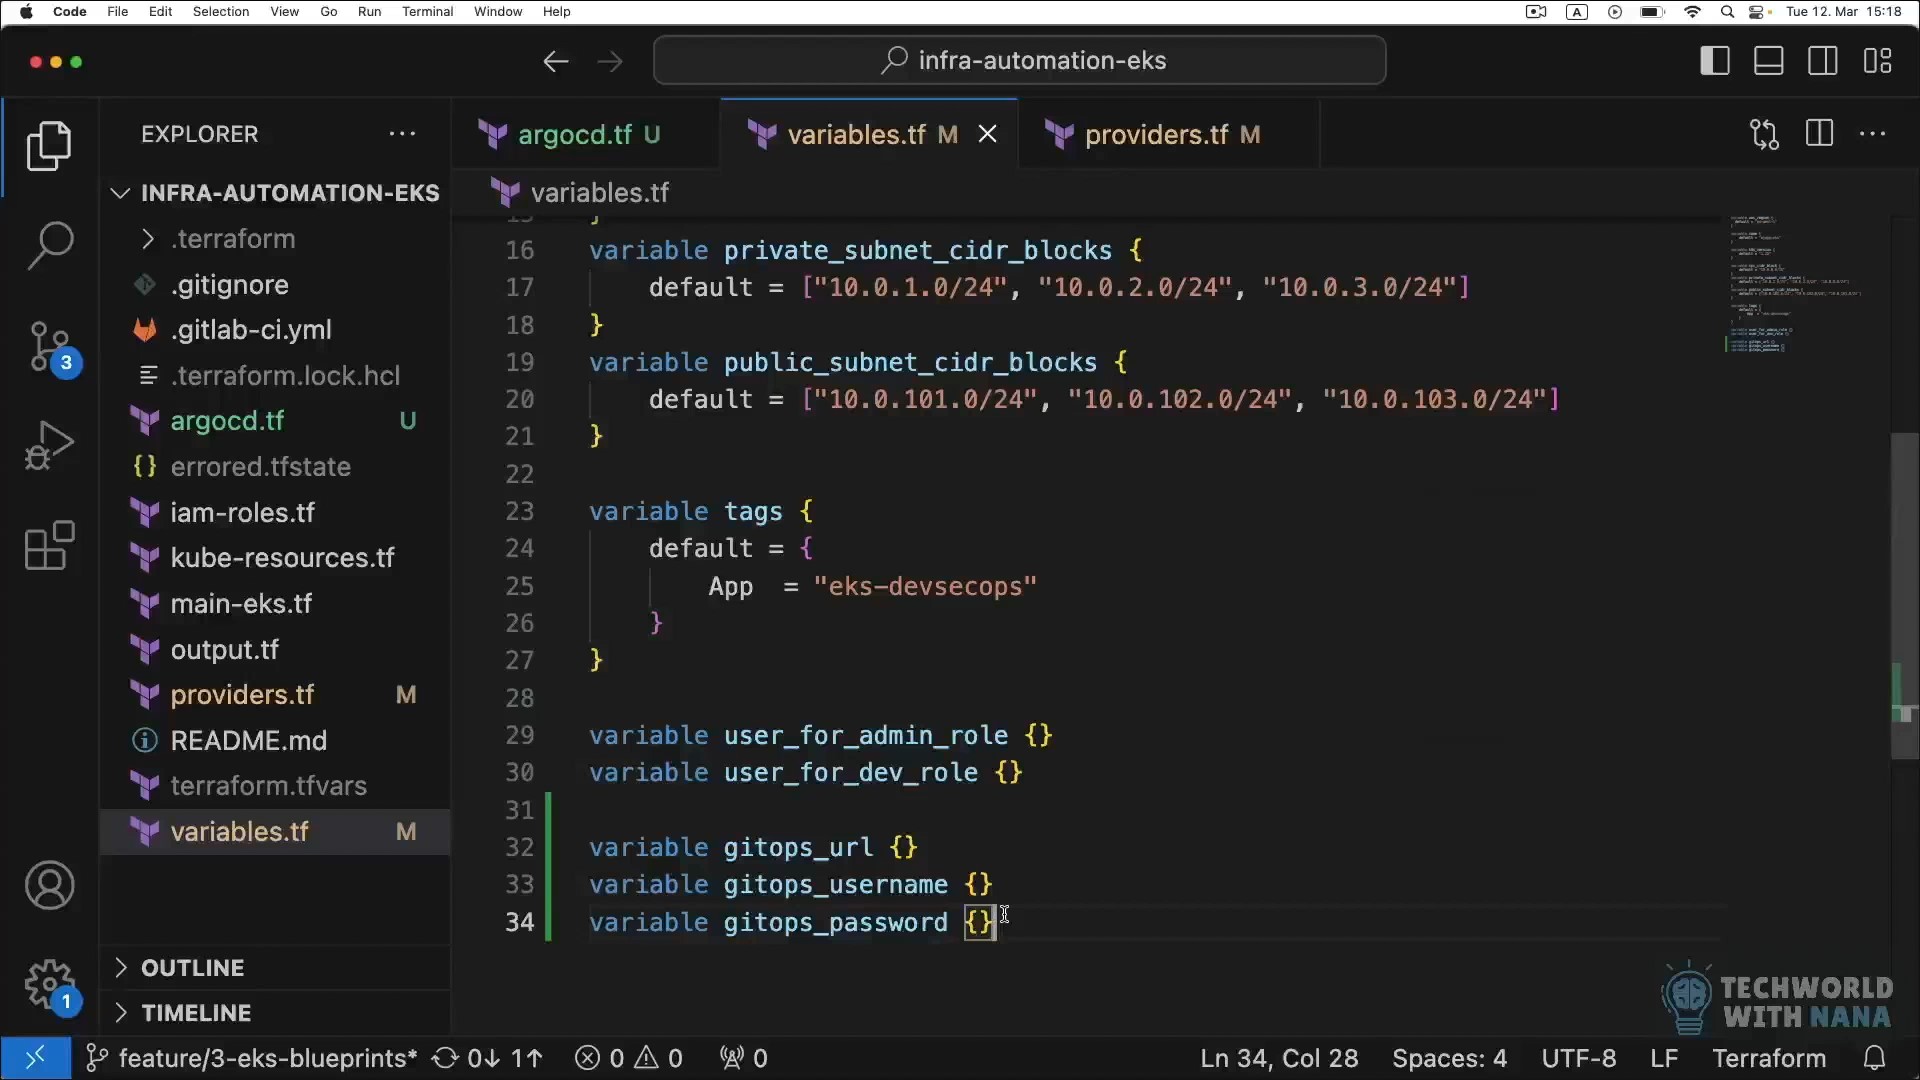 Code File Edit Selection View Go Run Terminal Window Help
A
Tue 12. Mar 15:18
infra-automation-eks
EXPLORER
argocd.tf U
variables.tf M
providers.tf M
INFRA-AUTOMATION-EKS
variables.tf
.terraform
.gitignore
.gitlab-ci.yml
.terraform.lock.hcl
argocd.tf U
errored.tfstate
iam-roles.tf
kube-resources.tf
main-eks.tf
output.tf
providers.tf M
README.md
terraform.tfvars
variables.tf M
OUTLINE
TIMELINE
3
1
15 }
16 variable private_subnet_cidr_blocks {
17 default = ["10.0.1.0/24", "10.0.2.0/24", "10.0.3.0/24"]
18 }
19 variable public_subnet_cidr_blocks {
20 default = ["10.0.101.0/24", "10.0.102.0/24", "10.0.103.0/24"]
21 }
22
23 variable tags {
24 default = {
25 App = "eks-devsecops"
26 }
27 }
28
29 variable user_for_admin_role {}
30 variable user_for_dev_role {}
31
32 variable gitops_url {}
33 variable gitops_username {}
34 variable gitops_password {}
TECHWORLD
WITH NANA
feature/3-eks-blueprints* 0↓ 1↑ 0 0 0
Ln 34, Col 28 Spaces: 4 UTF-8 LF Terraform